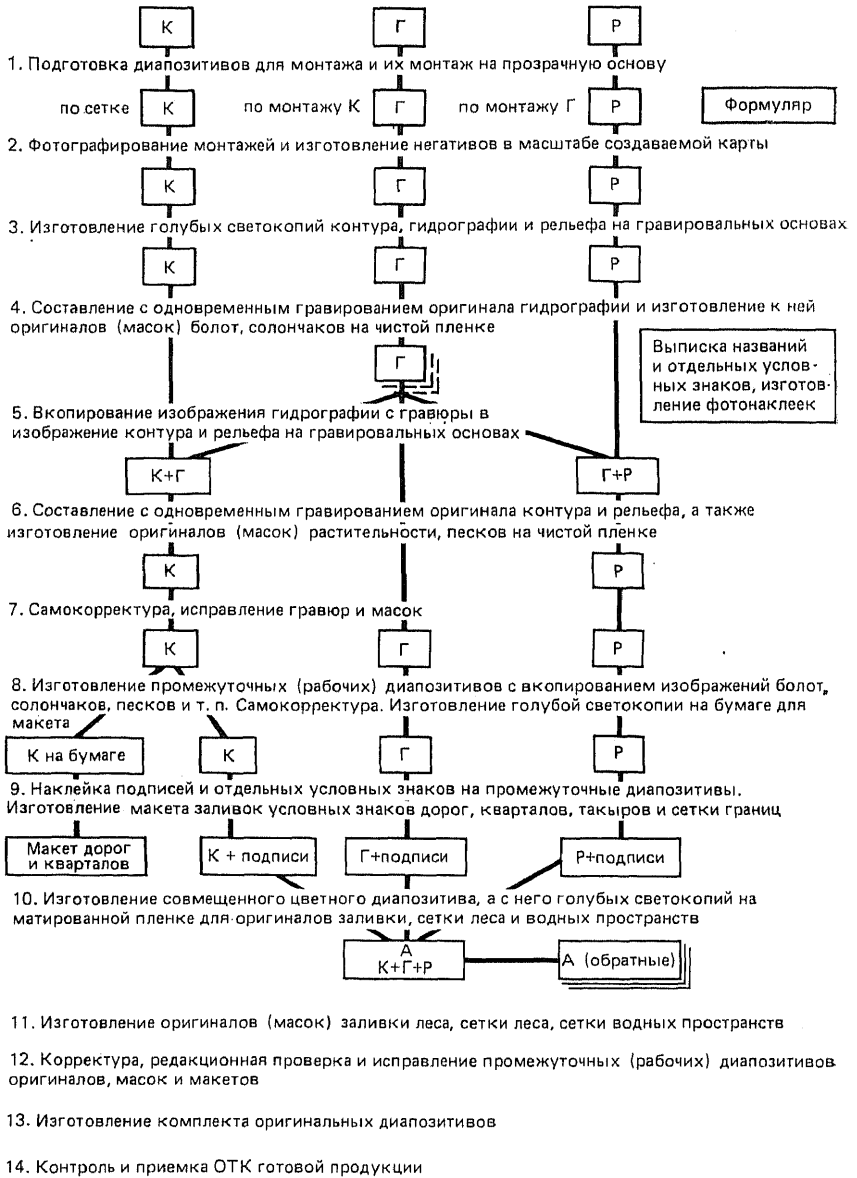 К Г Р
1. Подготовка диапозитивов для монтажа и их монтаж на прозрачную основу
по сетке К по монтажу К Г по монтажу Г Р Формуляр
2. Фотографирование монтажей и изготовление негативов в масштабе создаваемой карты
К Г Р
3. Изготовление голубых светокопий контура, гидрографии и рельефа на гравировальных основах
К Г Р
4. Составление с одновременным гравированием оригинала гидрографии и изготовление к ней
оригиналов (масок) болот, солончаков на чистой пленке
Г
Выписка названий
и отдельных услов-
ных знаков, изготов-
ление фотонаклеек
5. Вкопирование изображения гидрографии с гравюры в
изображение контура и рельефа на гравировальных основах
К+Г Г+Р
6. Составление с одновременным гравированием оригинала контура и рельефа, а также
изготовление оригиналов (масок) растительности, песков на чистой пленке
К Р
7. Самокорректура, исправление гравюр и масок
К Г Р
8. Изготовление промежуточных (рабочих) диапозитивов с вкопированием изображений болот,
солончаков, песков и т. п. Самокорректура. Изготовление голубой светокопии на бумаге для
макета
К на бумаге К Г Р
9. Наклейка подписей и отдельных условных знаков на промежуточные диапозитивы.
Изготовление макета заливок условных знаков дорог, кварталов, такыров и сетки границ
Макет дорог
и кварталов
К + подписи Г+подписи Р+подписи
10. Изготовление совмещенного цветного диапозитива, а с него голубых светокопий на
матированной пленке для оригиналов заливки, сетки леса и водных пространств
А
К+Г+Р
А (обратные)
11. Изготовление оригиналов (масок) заливки леса, сетки леса, сетки водных пространств
12. Корректура, редакционная проверка и исправление промежуточных (рабочих) диапозитивов
оригиналов, масок и макетов
13. Изготовление комплекта оригинальных диапозитивов
14. Контроль и приемка ОТК готовой продукции